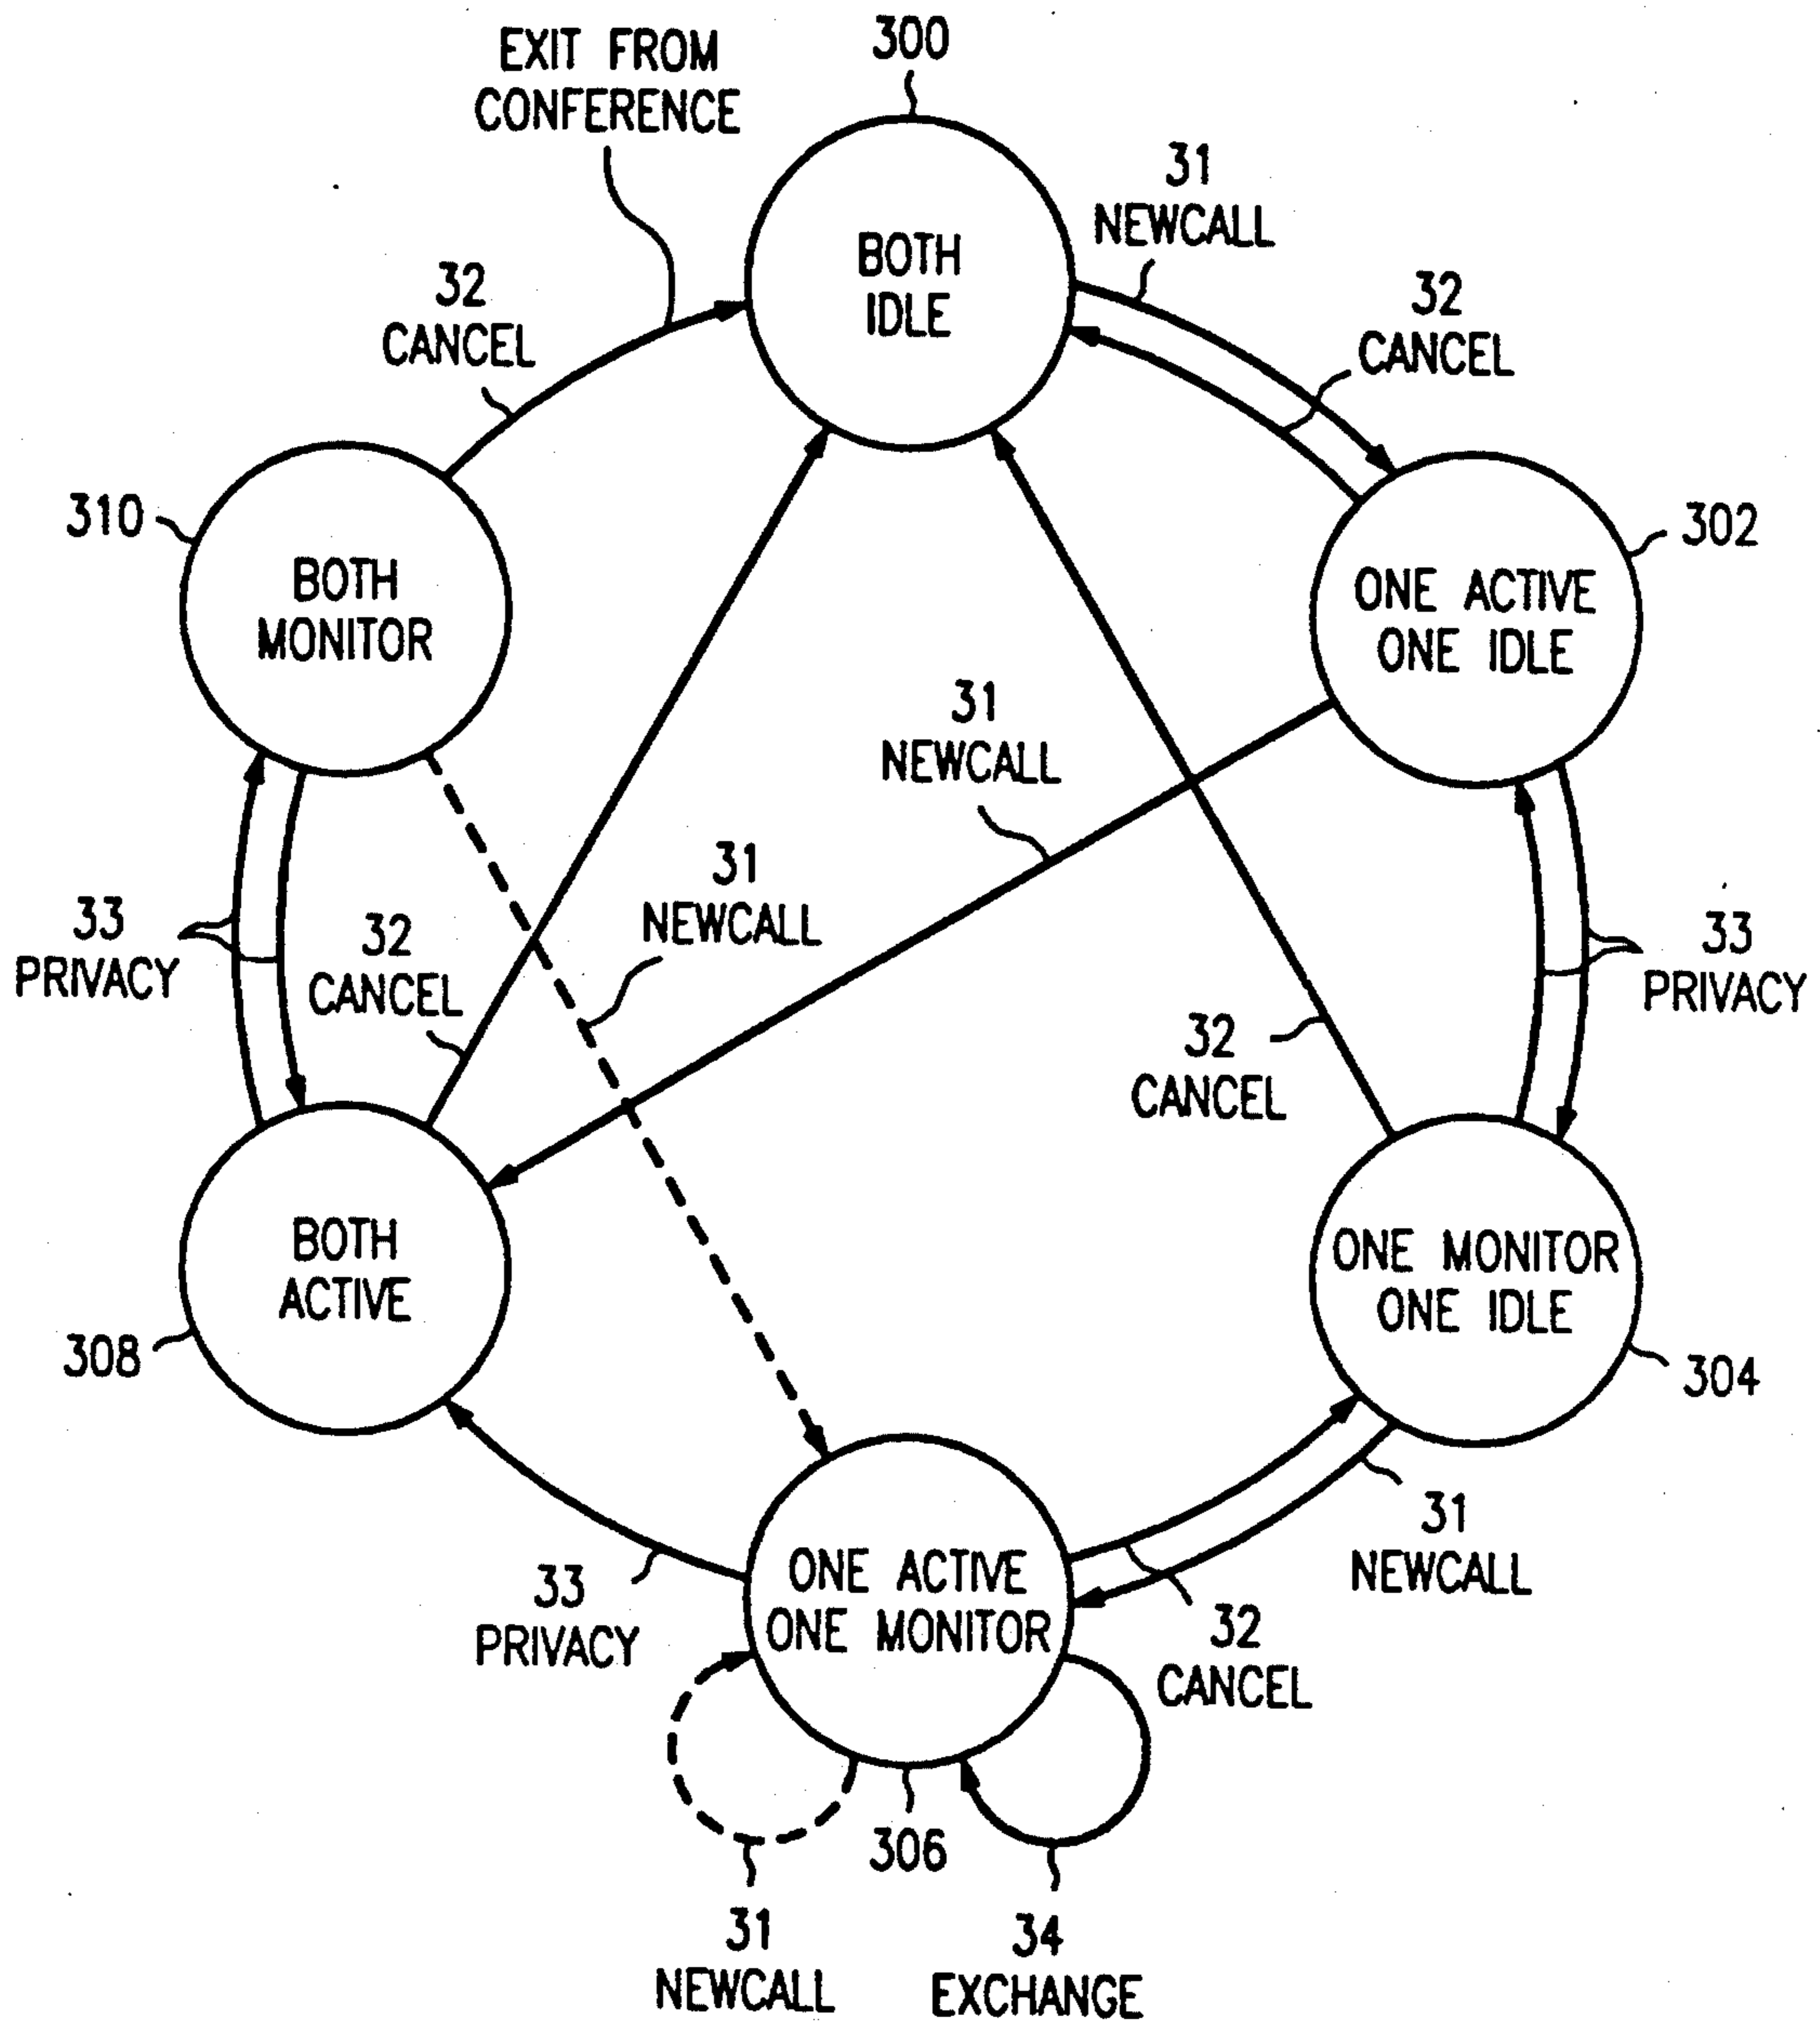 EXIT FROM
CONFERENCE
300
31
NEWCALL
BOTH
IDLE
32
CANCEL
32
CANCEL
310
BOTH
MONITOR
302
ONE ACTIVE
ONE IDLE
31
NEWCALL
31
NEWCALL
33
PRIVACY
32
CANCEL
33
PRIVACY
32
CANCEL
BOTH
ACTIVE
308
ONE MONITOR
ONE IDLE
304
31
NEWCALL
33
PRIVACY
ONE ACTIVE
ONE MONITOR
32
CANCEL
306
31
NEWCALL
34
EXCHANGE